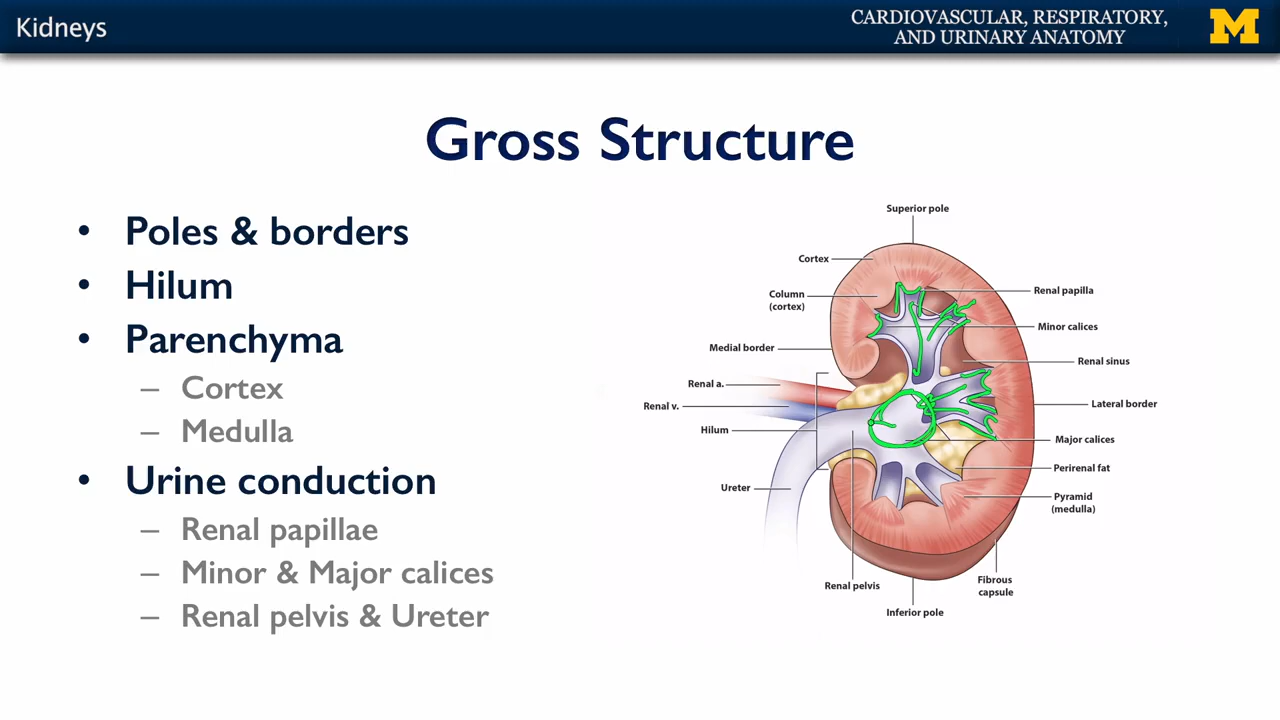 Kidneys
CARDIOVASCULAR, RESPIRATORY,
AND URINARY ANATOMY
M
Gross Structure
• Poles & borders
• Hilum
• Parenchyma
– Cortex
– Medulla
• Urine conduction
– Renal papillae
– Minor & Major calices
– Renal pelvis & Ureter
Superior pole
Cortex
Column
(cortex)
Medial border
Renal a.
Renal v.
Hilum
Ureter
Renal papilla
Minor calices
Renal sinus
Lateral border
Major calices
Perirenal fat
Pyramid
(medulla)
Renal pelvis
Fibrous
capsule
Inferior pole